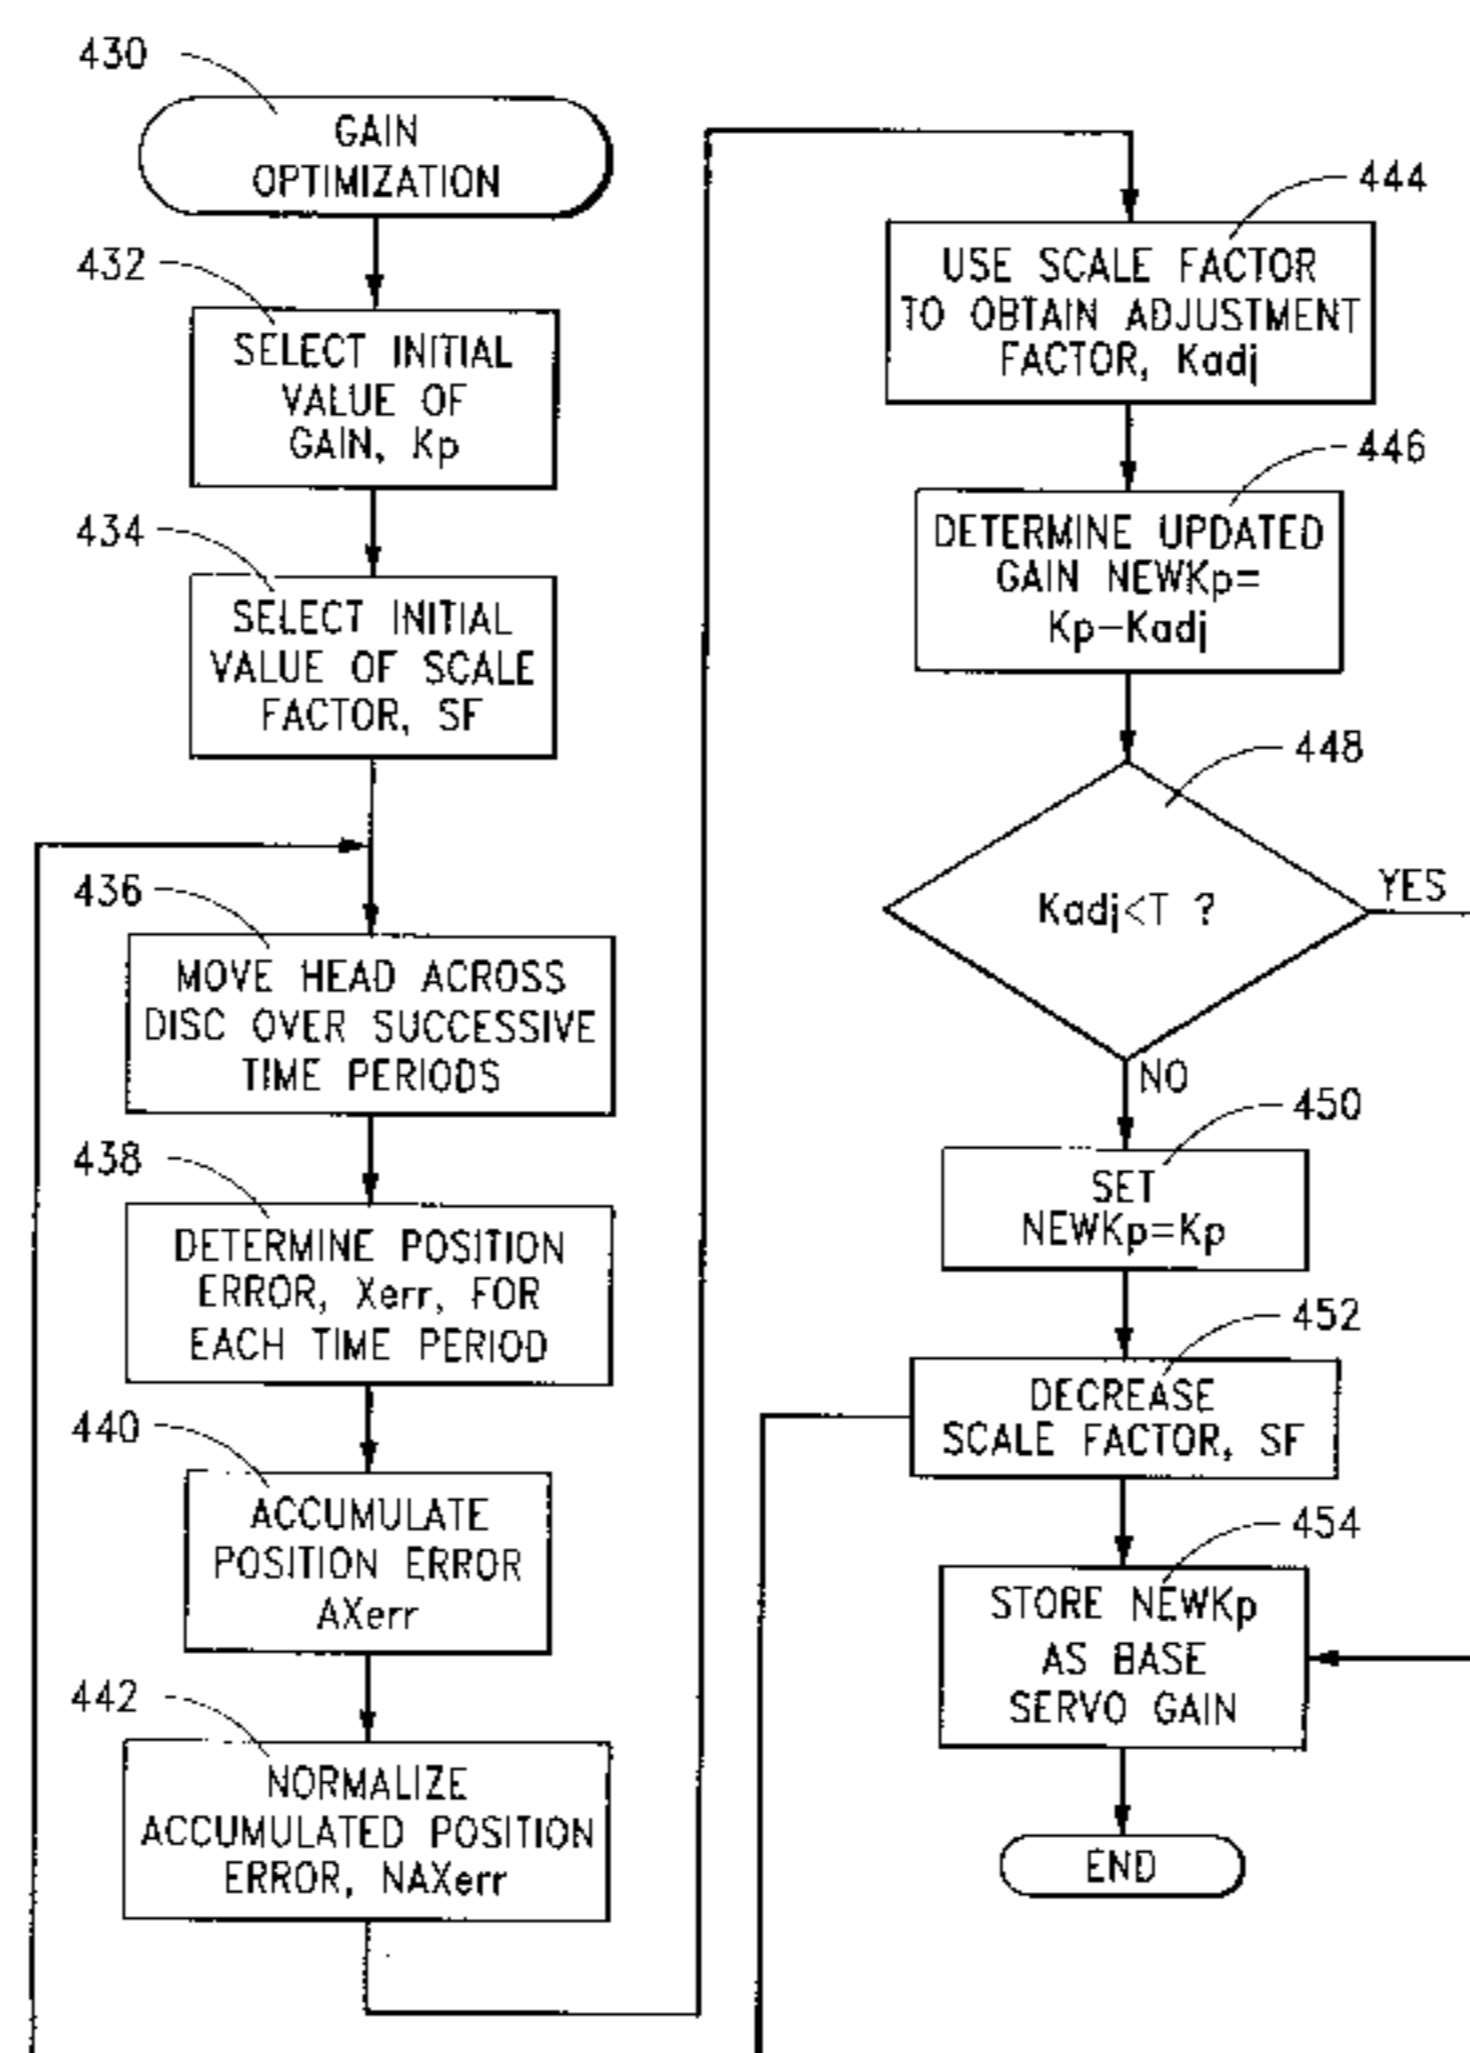 430
GAIN
OPTIMIZATION
432
SELECT INITIAL
VALUE OF
GAIN, Kp
434
SELECT INITIAL
VALUE OF SCALE
FACTOR, SF
436
MOVE HEAD ACROSS
DISC OVER SUCCESSIVE
TIME PERIODS
438
DETERMINE POSITION
ERROR, Xerr, FOR
EACH TIME PERIOD
440
ACCUMULATE
POSITION ERROR
AXerr
442
NORMALIZE
ACCUMULATED POSITION
ERROR, NAXerr
444
USE SCALE FACTOR
TO OBTAIN ADJUSTMENT
FACTOR, Kadj
446
DETERMINE UPDATED
GAIN NEWKp=
Kp-Kadj
448
Kadj<T ?
YES
NO
450
SET
NEWKp=Kp
452
DECREASE
SCALE FACTOR, SF
454
STORE NEWKp
AS BASE
SERVO GAIN
END